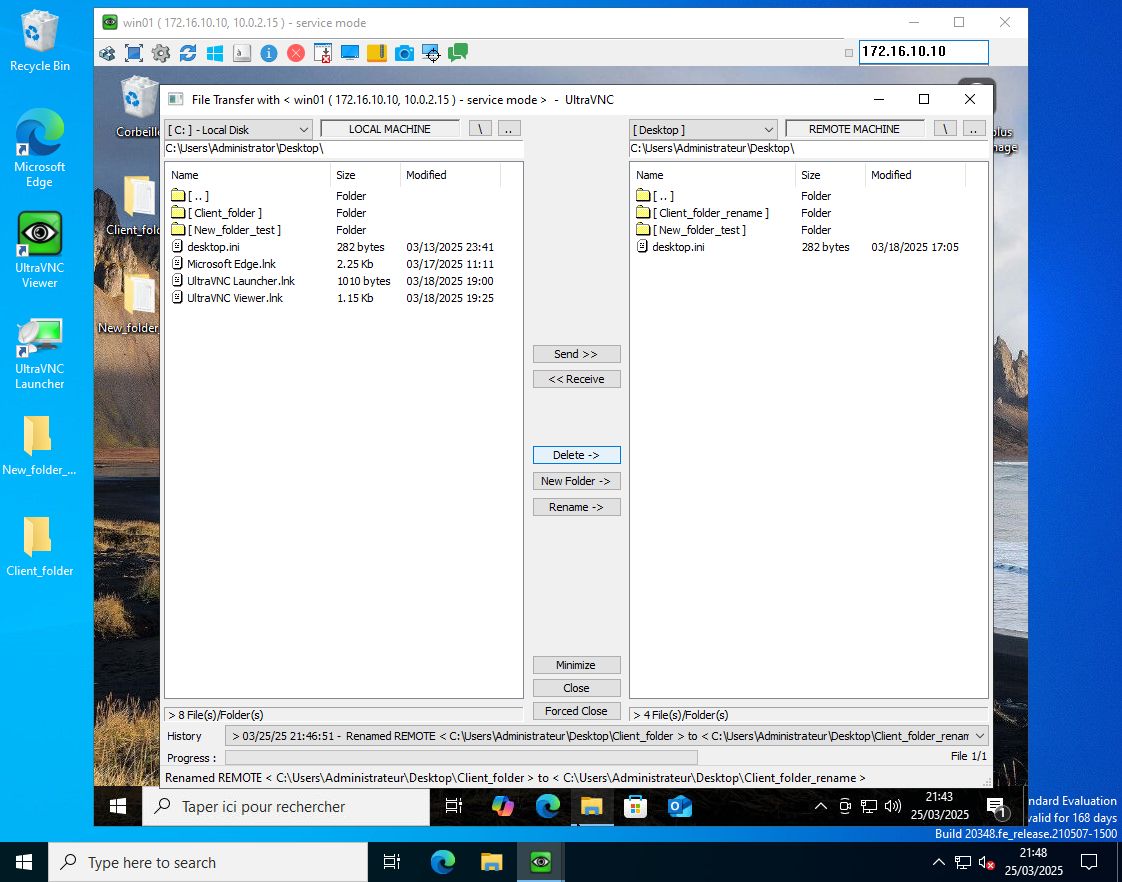 Recycle Bin
Microsoft
Edge
UltraVNC
Viewer
UltraVNC
Launcher
New_folder_...
Client_folder
win01 ( 172.16.10.10, 10.0.2.15 ) - service mode
172.16.10.10
Corbeille
Client_fold
New_folder_
plus
nage
File Transfer with < win01 ( 172.16.10.10, 10.0.2.15 ) - service mode > - UltraVNC
[ C: ] - Local Disk
LOCAL MACHINE
\
..
[ Desktop ]
REMOTE MACHINE
\
..
C:\Users\Administrator\Desktop\
C:\Users\Administrateur\Desktop\
Name Size Modified
[ .. ] Folder
[ Client_folder ] Folder
[ New_folder_test ] Folder
desktop.ini 282 bytes 03/13/2025 23:41
Microsoft Edge.lnk 2.25 Kb 03/17/2025 11:11
UltraVNC Launcher.lnk 1010 bytes 03/18/2025 19:00
UltraVNC Viewer.lnk 1.15 Kb 03/18/2025 19:25
Send >>
<< Receive
Delete ->
New Folder ->
Rename ->
Minimize
Close
Forced Close
Name Size Modified
[ .. ] Folder
[ Client_folder_rename ] Folder
[ New_folder_test ] Folder
desktop.ini 282 bytes 03/18/2025 17:05
> 8 File(s)/Folder(s)
> 4 File(s)/Folder(s)
History
> 03/25/25 21:46:51 - Renamed REMOTE < C:\Users\Administrateur\Desktop\Client_folder > to < C:\Users\Administrateur\Desktop\Client_folder_renam
Progress :
File 1/1
Renamed REMOTE < C:\Users\Administrateur\Desktop\Client_folder > to < C:\Users\Administrateur\Desktop\Client_folder_rename >
Taper ici pour rechercher
21:43
25/03/2025
1
ndard Evaluation
valid for 168 days
Build 20348.fe_release.210507-1500
Type here to search
21:48
25/03/2025